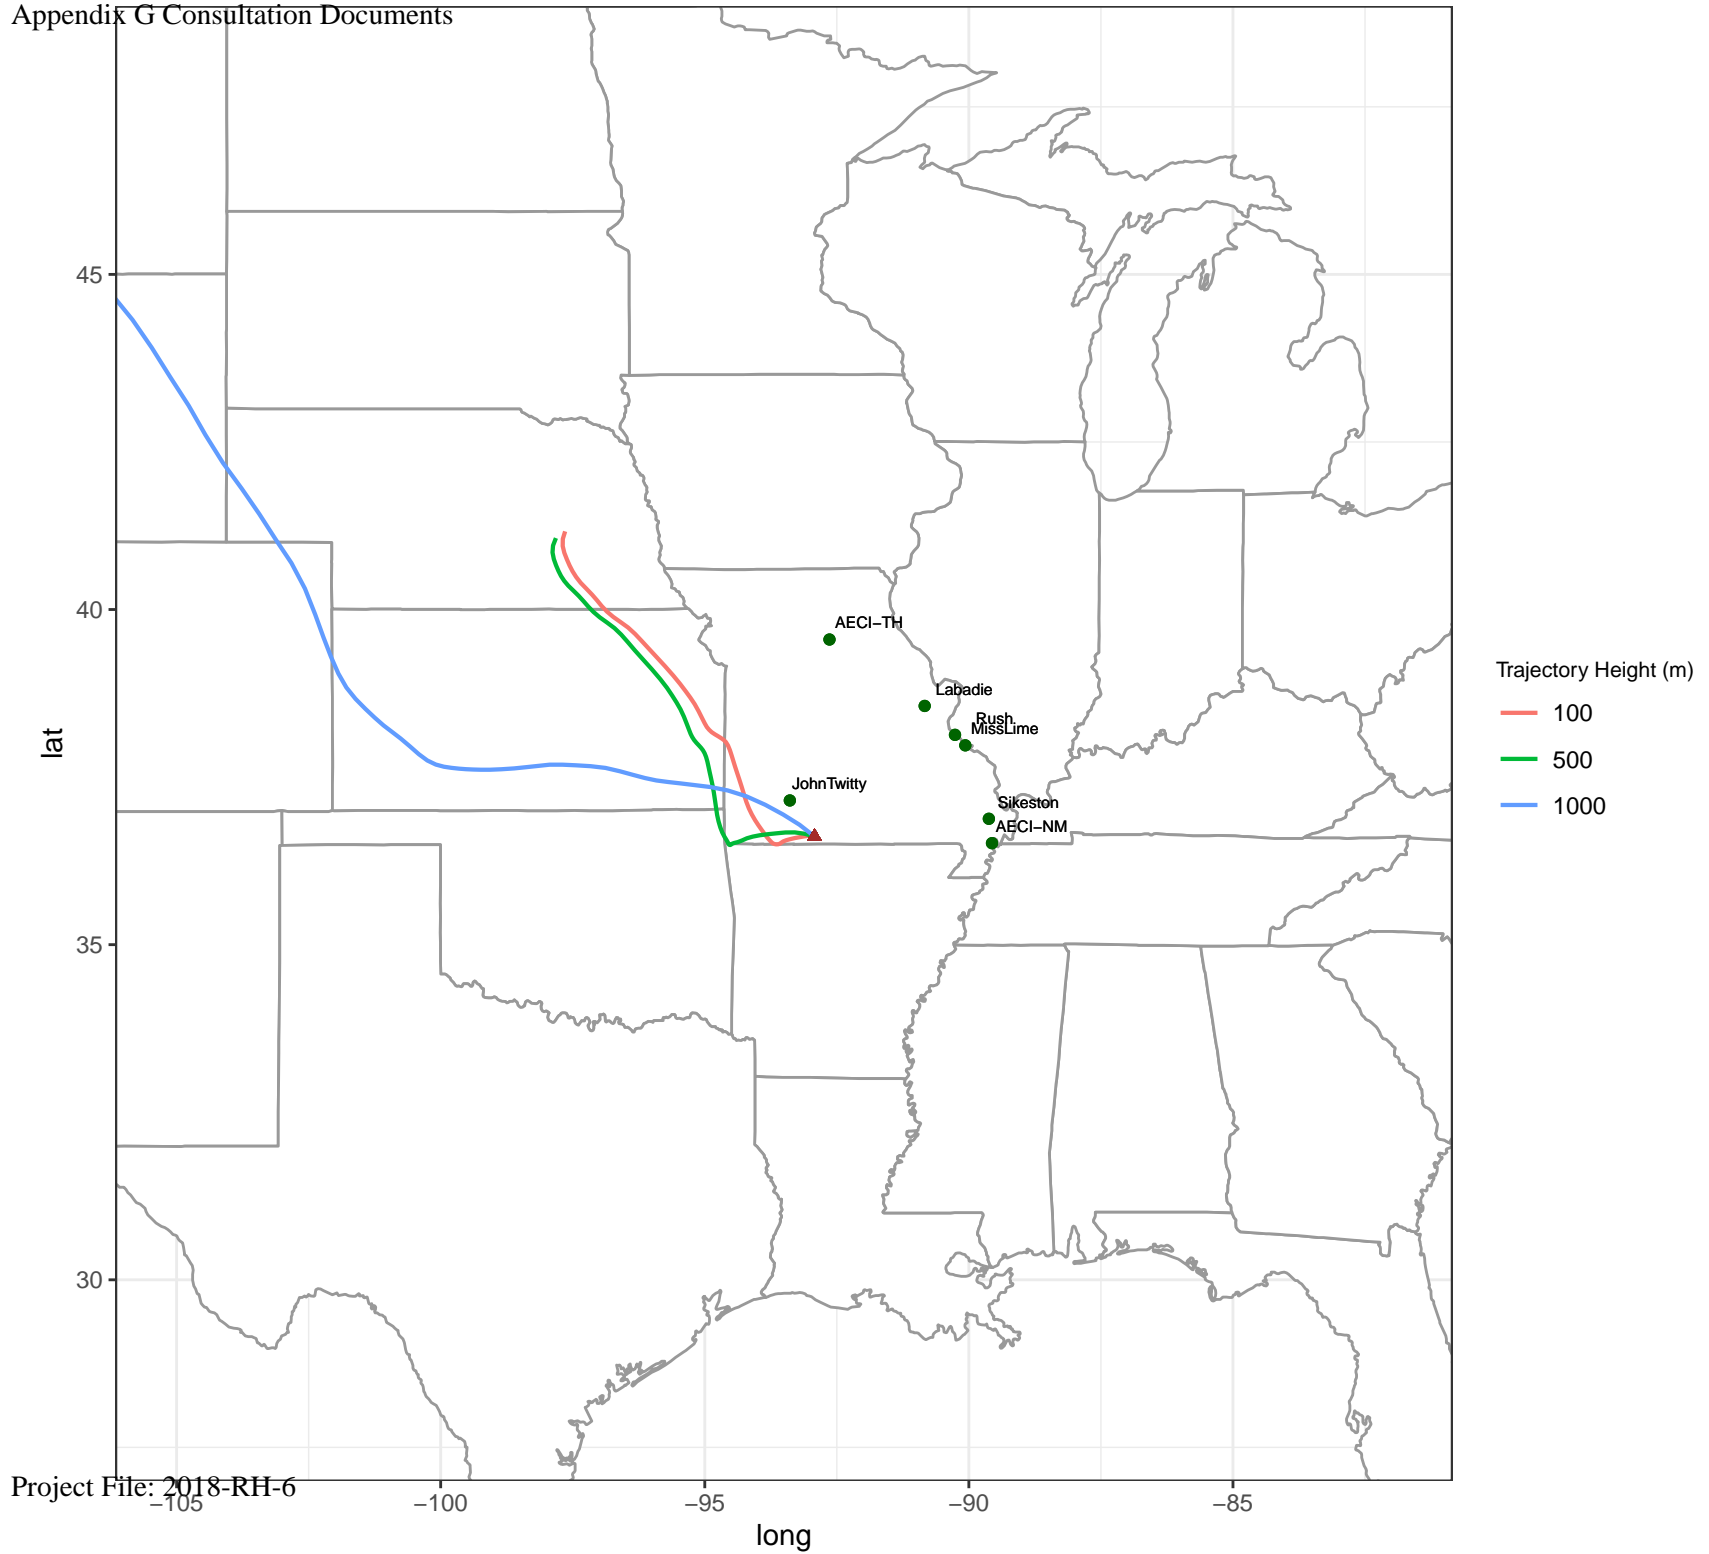 Appendix G Consultation Documents
45
40
35
30
lat
AECI−TH
Labadie
Rush
MissLime
JohnTwitty
Sikeston
AECI−NM
Trajectory Height (m)
100
500
1000
Project File: 2018-RH-6
−105
−100
−95
−90
−85
long